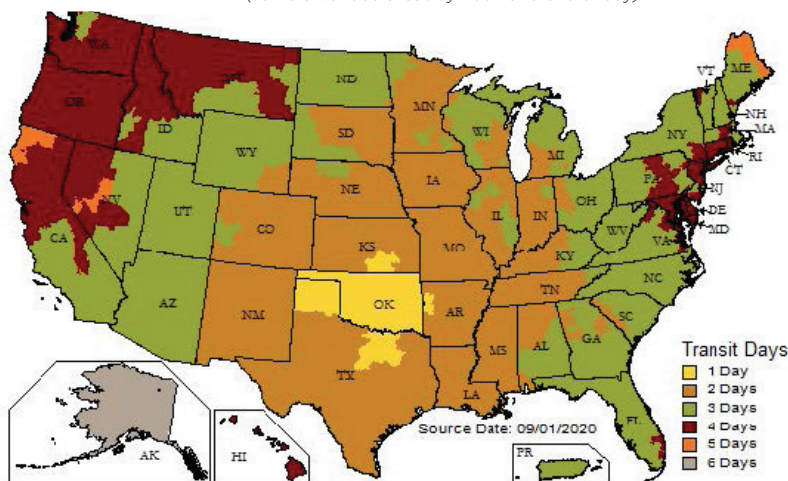 WA
MT
ND
MN
VT
ME
OR
ID
SD
WI
NH
MA
WY
MI
NY
RI
CT
NE
IA
PA
NJ
NV
UT
CO
IL
IN
OH
DE
MD
CA
KS
MO
WV
VA
KY
NC
AZ
NM
OK
AR
TN
SC
TX
MS
AL
GA
LA
FL
Transit Days
1 Day
2 Days
3 Days
4 Days
5 Days
6 Days
Source Date: 09/01/2020
AK
HI
PR